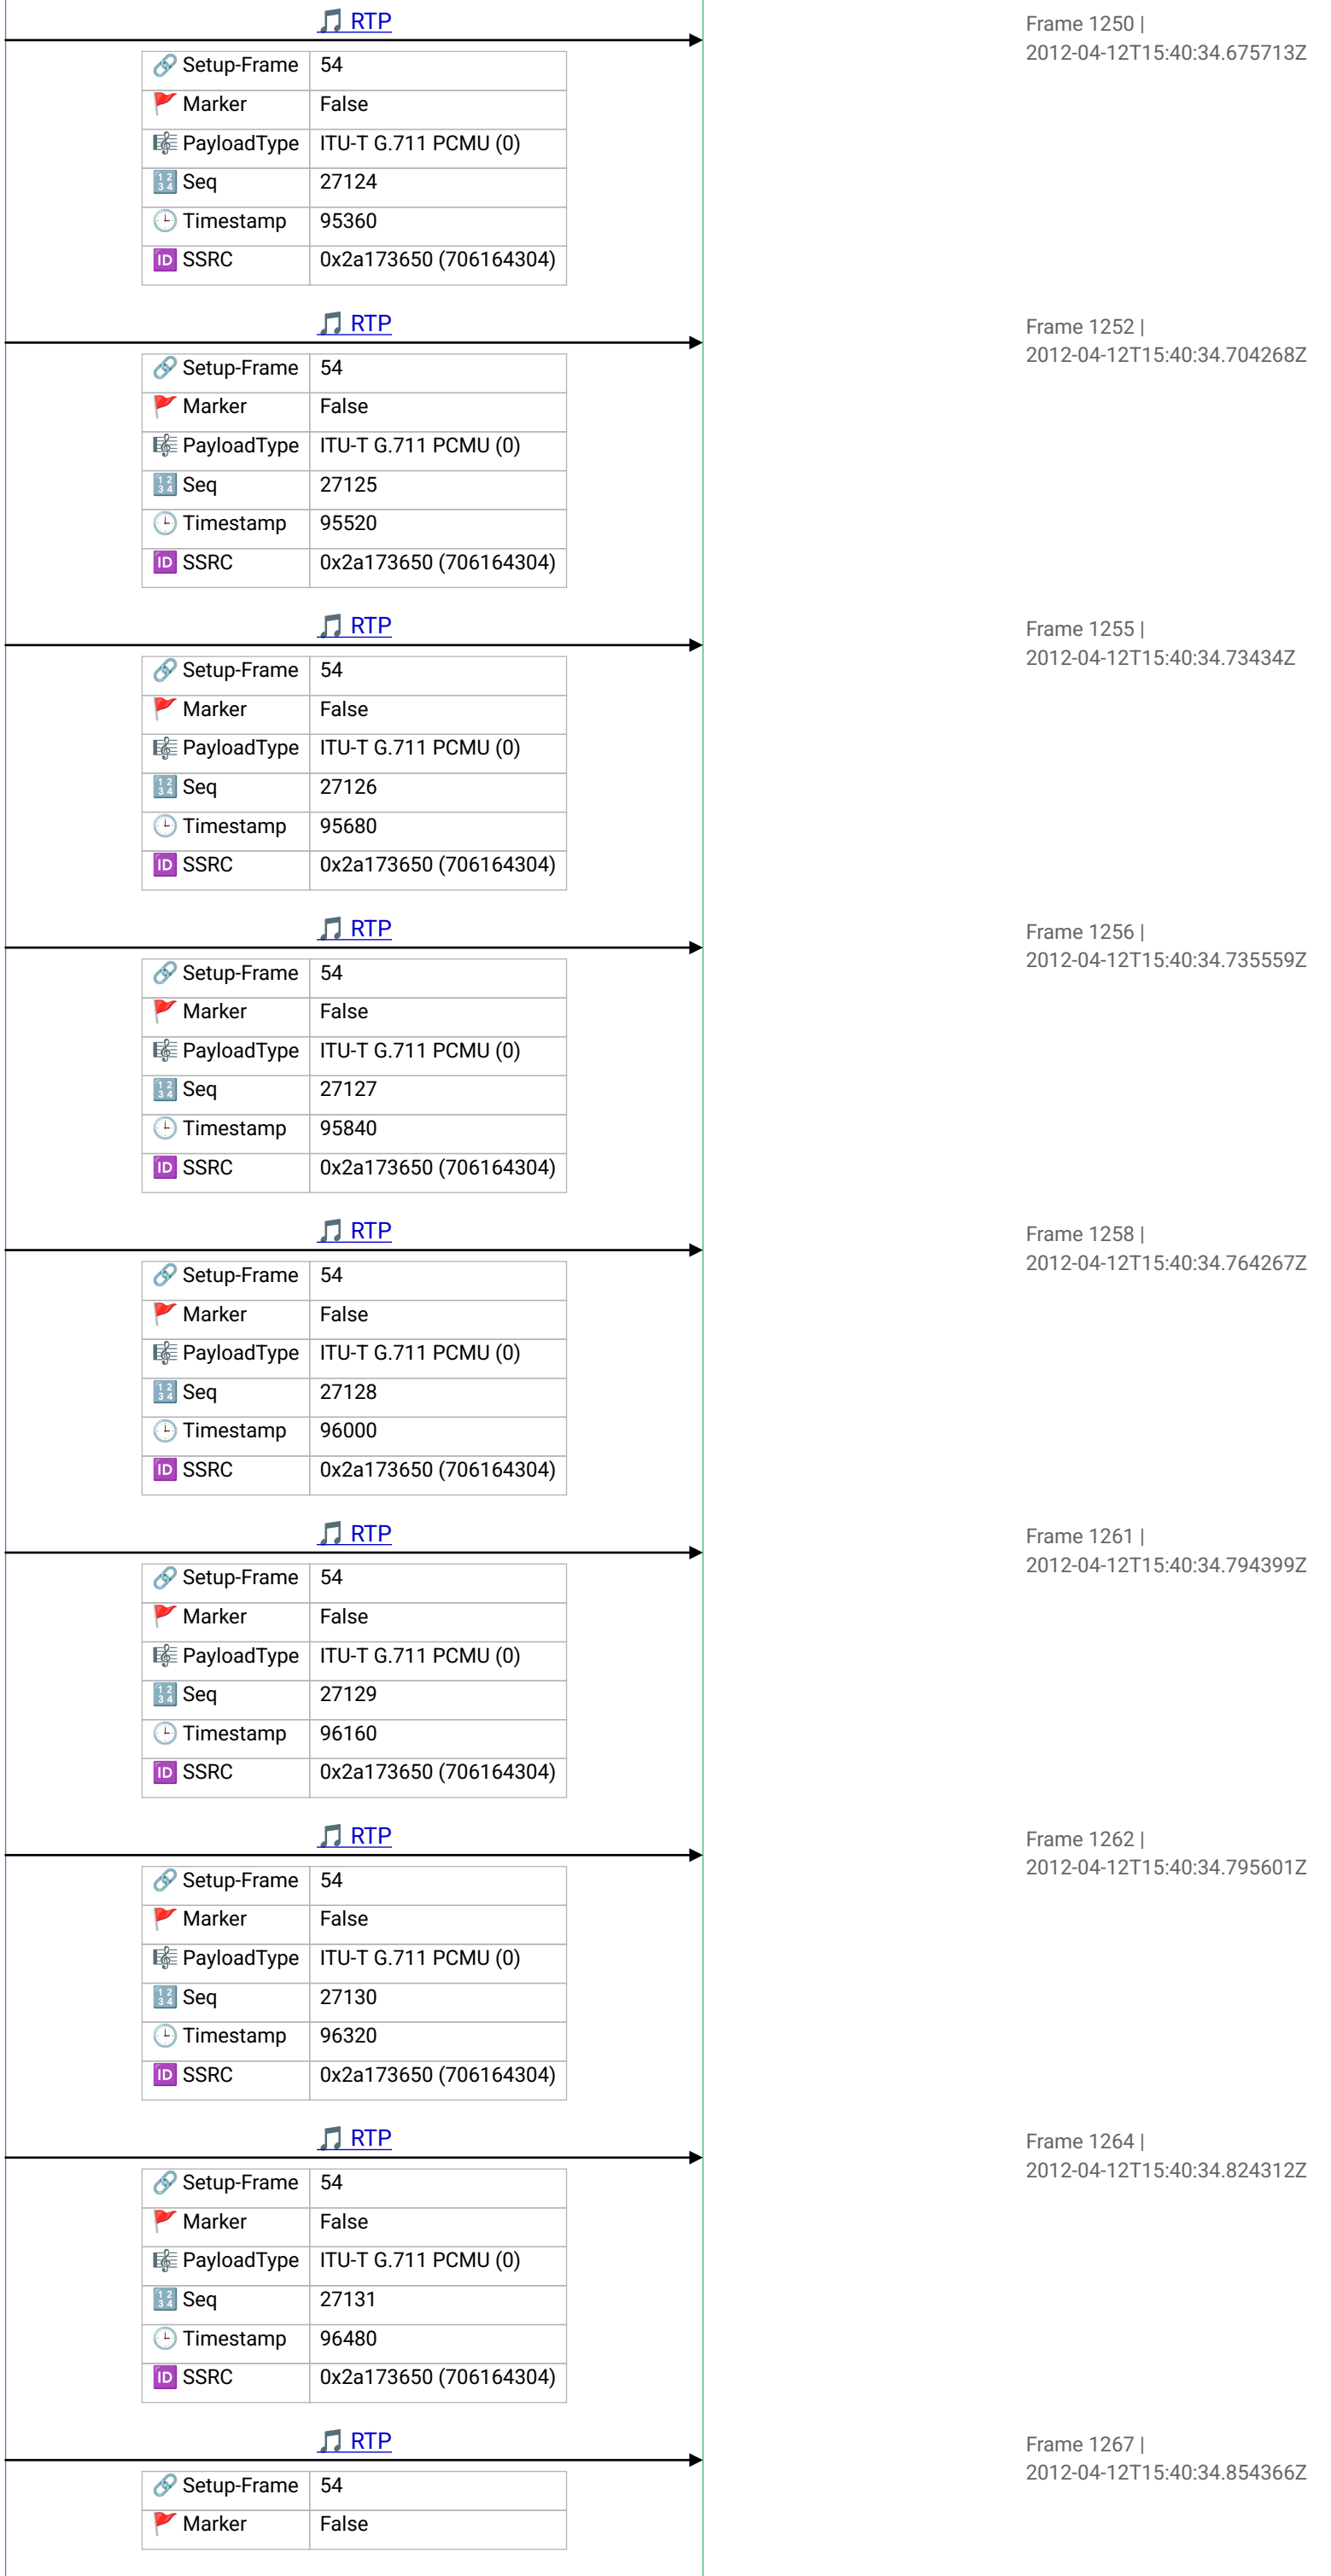 🎵 RTP
Frame 1250 |
2012-04-12T15:40:34.675713Z
🔗 Setup-Frame 54
🚩 Marker False
🎼 PayloadType ITU-T G.711 PCMU (0)
🔢 Seq 27124
🕒 Timestamp 95360
🆔 SSRC 0x2a173650 (706164304)
🎵 RTP
Frame 1252 |
2012-04-12T15:40:34.704268Z
🔗 Setup-Frame 54
🚩 Marker False
🎼 PayloadType ITU-T G.711 PCMU (0)
🔢 Seq 27125
🕒 Timestamp 95520
🆔 SSRC 0x2a173650 (706164304)
🎵 RTP
Frame 1255 |
2012-04-12T15:40:34.73434Z
🔗 Setup-Frame 54
🚩 Marker False
🎼 PayloadType ITU-T G.711 PCMU (0)
🔢 Seq 27126
🕒 Timestamp 95680
🆔 SSRC 0x2a173650 (706164304)
🎵 RTP
Frame 1256 |
2012-04-12T15:40:34.735559Z
🔗 Setup-Frame 54
🚩 Marker False
🎼 PayloadType ITU-T G.711 PCMU (0)
🔢 Seq 27127
🕒 Timestamp 95840
🆔 SSRC 0x2a173650 (706164304)
🎵 RTP
Frame 1258 |
2012-04-12T15:40:34.764267Z
🔗 Setup-Frame 54
🚩 Marker False
🎼 PayloadType ITU-T G.711 PCMU (0)
🔢 Seq 27128
🕒 Timestamp 96000
🆔 SSRC 0x2a173650 (706164304)
🎵 RTP
Frame 1261 |
2012-04-12T15:40:34.794399Z
🔗 Setup-Frame 54
🚩 Marker False
🎼 PayloadType ITU-T G.711 PCMU (0)
🔢 Seq 27129
🕒 Timestamp 96160
🆔 SSRC 0x2a173650 (706164304)
🎵 RTP
Frame 1262 |
2012-04-12T15:40:34.795601Z
🔗 Setup-Frame 54
🚩 Marker False
🎼 PayloadType ITU-T G.711 PCMU (0)
🔢 Seq 27130
🕒 Timestamp 96320
🆔 SSRC 0x2a173650 (706164304)
🎵 RTP
Frame 1264 |
2012-04-12T15:40:34.824312Z
🔗 Setup-Frame 54
🚩 Marker False
🎼 PayloadType ITU-T G.711 PCMU (0)
🔢 Seq 27131
🕒 Timestamp 96480
🆔 SSRC 0x2a173650 (706164304)
🎵 RTP
Frame 1267 |
2012-04-12T15:40:34.854366Z
🔗 Setup-Frame 54
🚩 Marker False